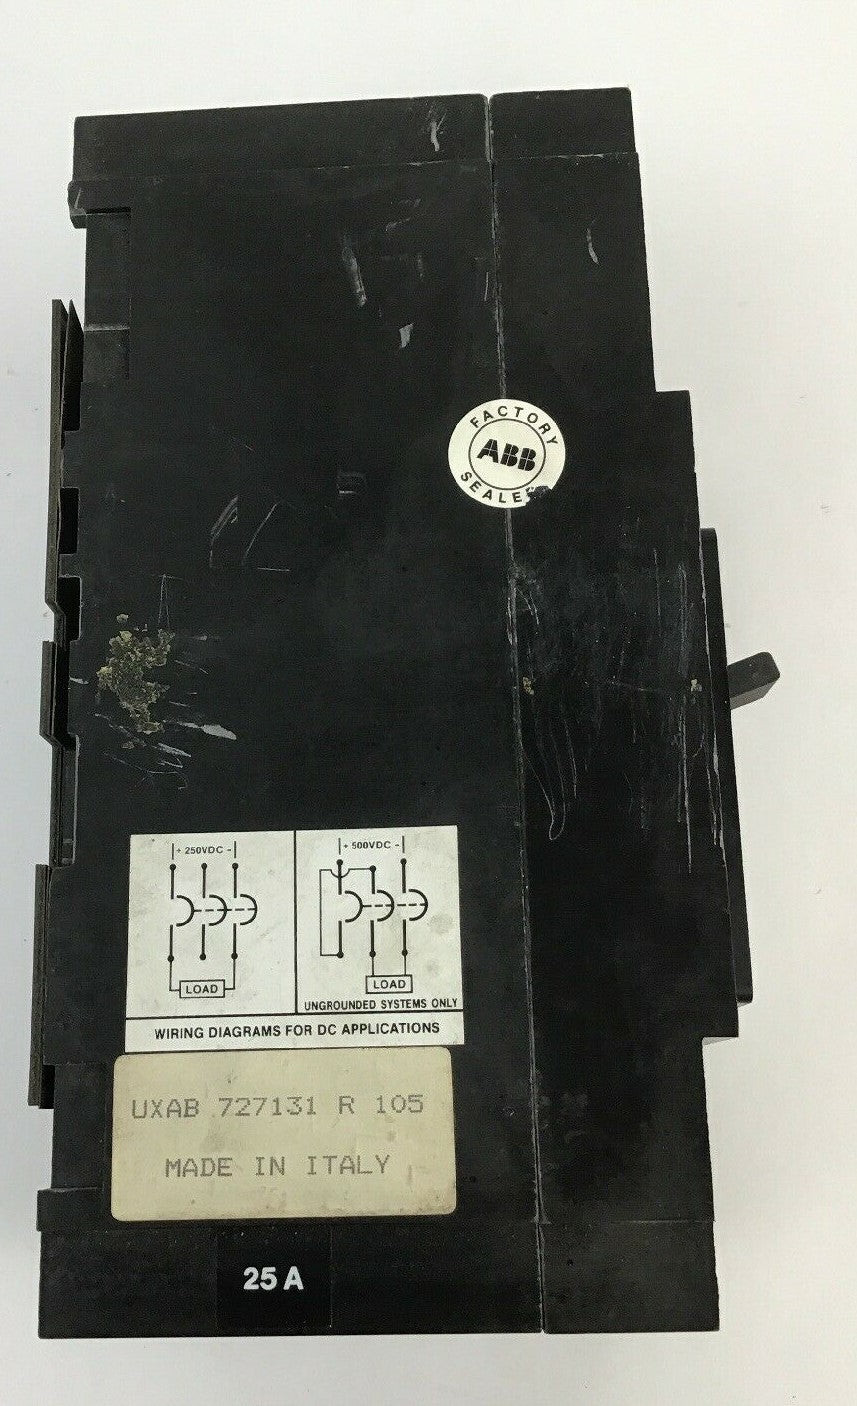 FACTORY
ABB
SEALED
+ 250VDC -
LOAD
+ 500VDC -
LOAD
UNGROUNDED SYSTEMS ONLY
WIRING DIAGRAMS FOR DC APPLICATIONS
UXAB 727131 R 105
MADE IN ITALY
25 A